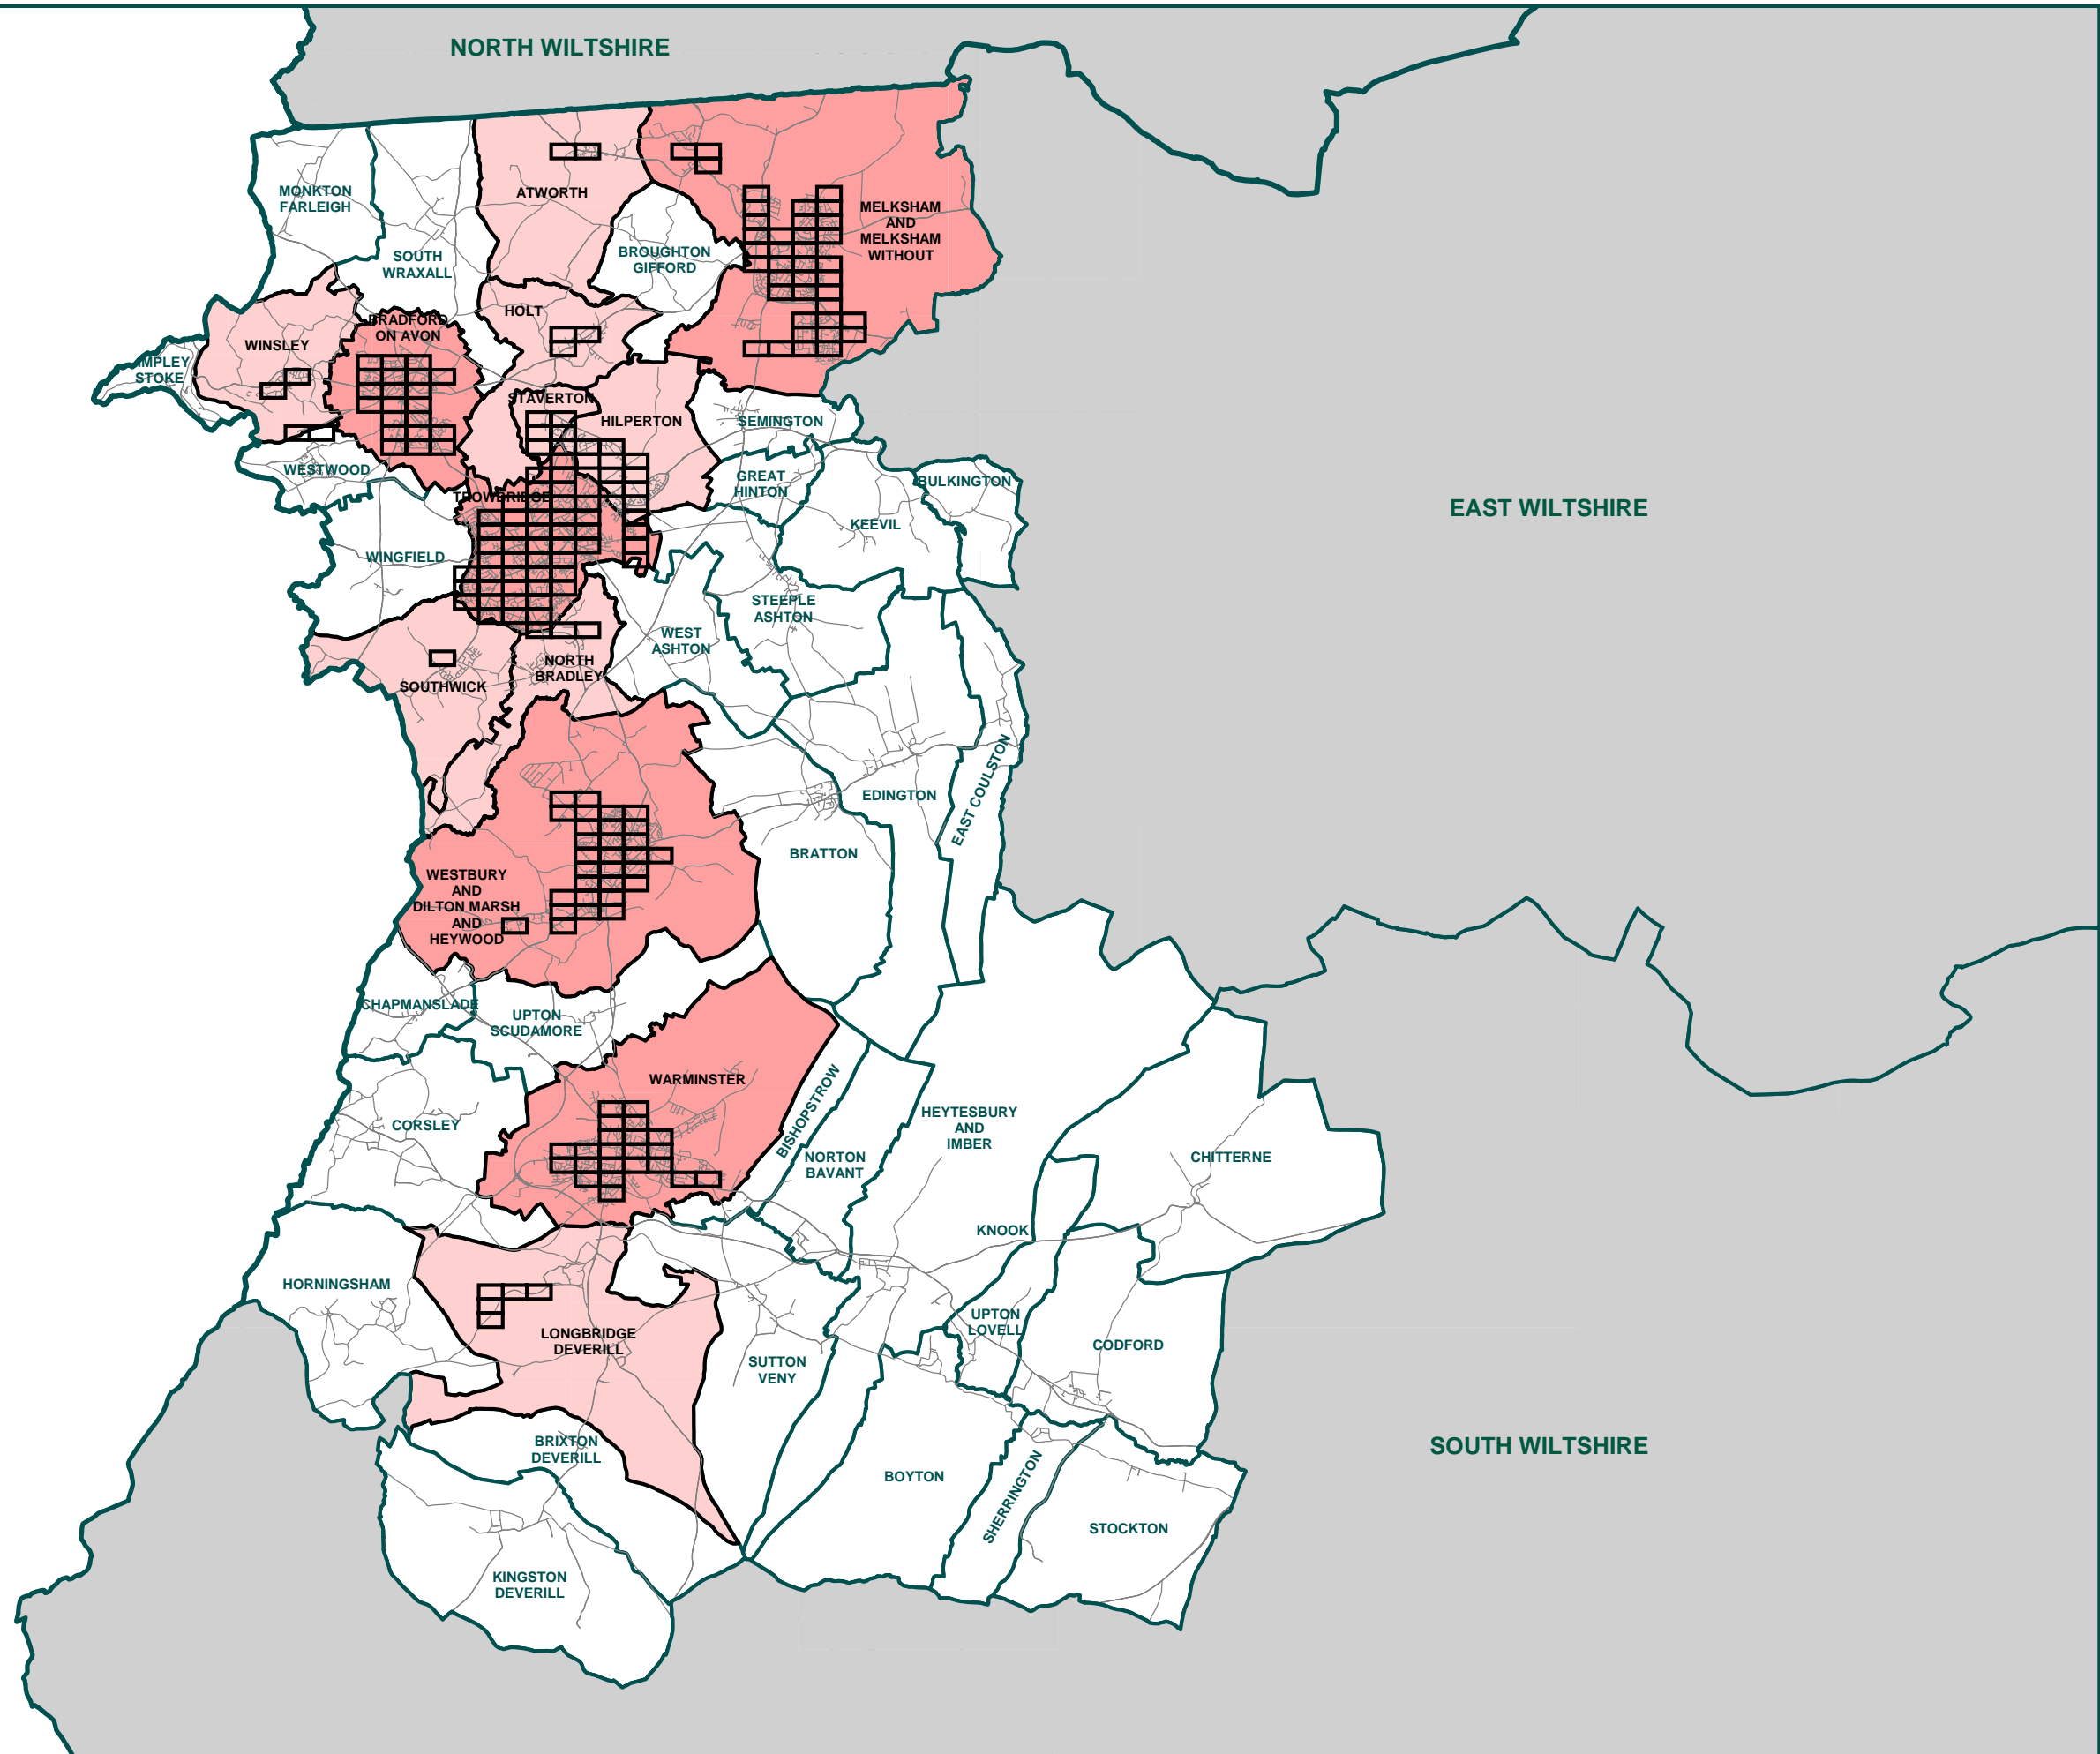 NORTH WILTSHIRE
MONKTON
FARLEIGH
ATWORTH
MELKSHAM
AND
MELKSHAM
WITHOUT
SOUTH
WRAXALL
BROUGHTON
GIFFORD
HOLT
BRADFORD
ON AVON
WINSLEY
IMPLEY
STOKE
STAVERTON
HILPERTON
SEMINGTON
WESTWOOD
GREAT
HINTON
BULKINGTON
TROWBRIDGE
KEEVIL
EAST WILTSHIRE
WINGFIELD
STEEPLE
ASHTON
WEST
ASHTON
NORTH
BRADLEY
SOUTHWICK
EAST COULSTON
EDINGTON
BRATTON
WESTBURY
AND
DILTON MARSH
AND
HEYWOOD
CHAPMANSLADE
UPTON
SCUDAMORE
WARMINSTER
BISHOPSTROW
CORSLEY
HEYTESBURY
AND
IMBER
NORTON
BAVANT
CHITTERNE
KNOOK
HORNINGSHAM
LONGBRIDGE
DEVERILL
UPTON
LOVELL
CODFORD
SUTTON
VENY
BRIXTON
DEVERILL
SOUTH WILTSHIRE
BOYTON
SHERRINGTON
STOCKTON
KINGSTON
DEVERILL